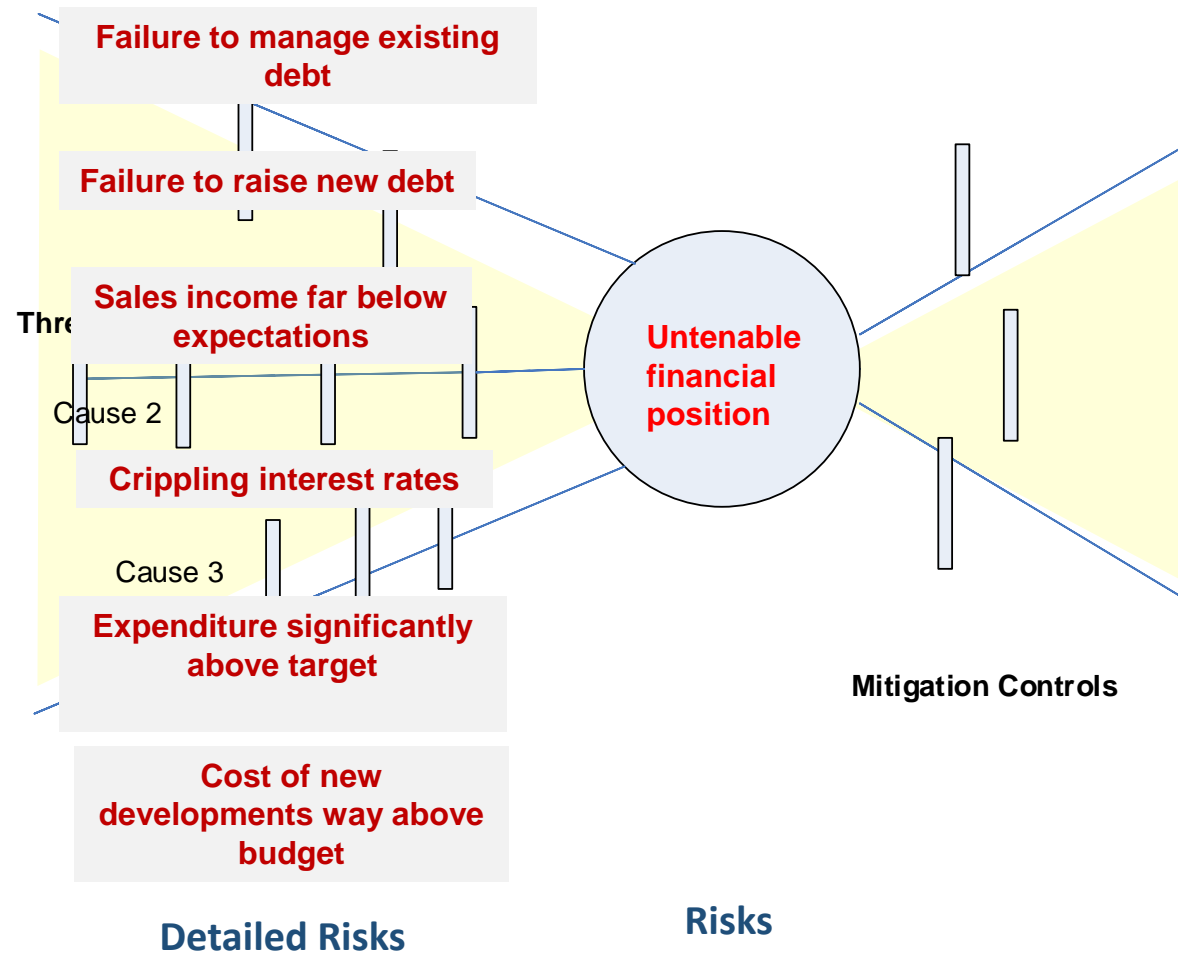 Failure to manage existing
debt
Failure to raise new debt
Sales income far below
expectations
Cause 2
Crippling interest rates
Cause 3
Expenditure significantly
above target
Cost of new
developments way above
budget
Detailed Risks
Untenable
financial
position
Risks
Mitigation Controls